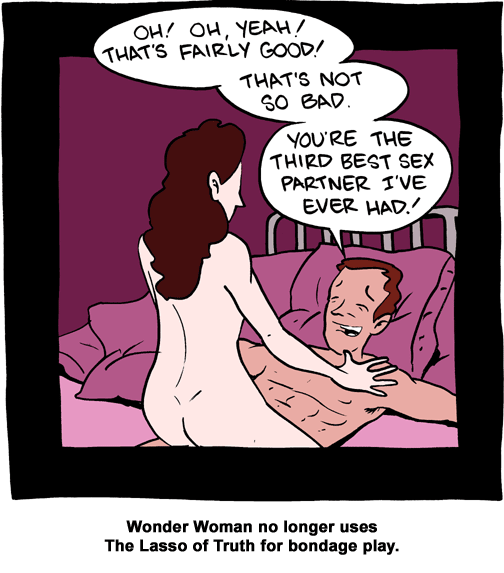 OH! OH, YEAH!
THAT'S FAIRLY GOOD!
THAT'S NOT
SO BAD.
YOU'RE THE
THIRD BEST SEX
PARTNER I'VE
EVER HAD!
Wonder Woman no longer uses
The Lasso of Truth for bondage play.